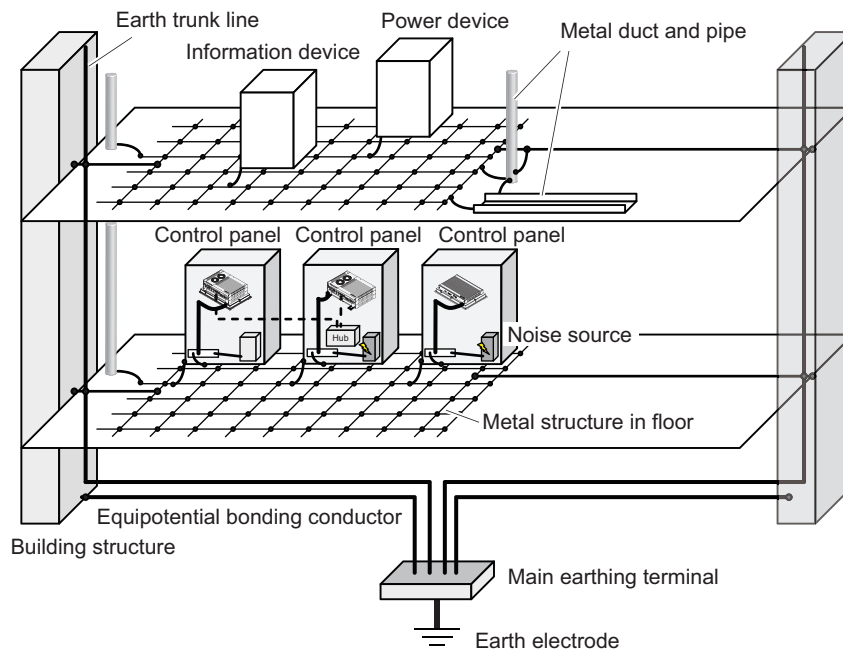 Earth trunk line
Power device
Information device
Metal duct and pipe
Control panel
Control panel
Control panel
Hub
Noise source
Metal structure in floor
Equipotential bonding conductor
Building structure
Main earthing terminal
Earth electrode